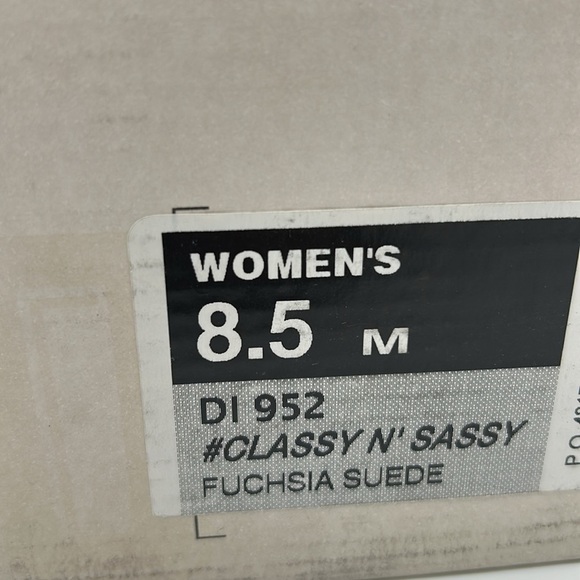 WOMEN'S
8.5 M
DI 952
#CLASSY N' SASSY
FUCHSIA SUEDE
P.O.